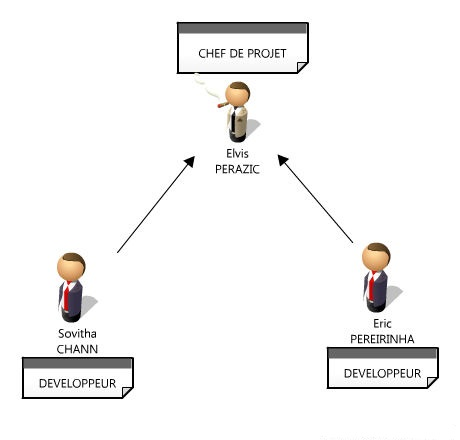 CHEF DE PROJET
Elvis
PERAZIC
Sovitha
CHANN
DEVELOPPEUR
Eric
PEREIRINHA
DEVELOPPEUR